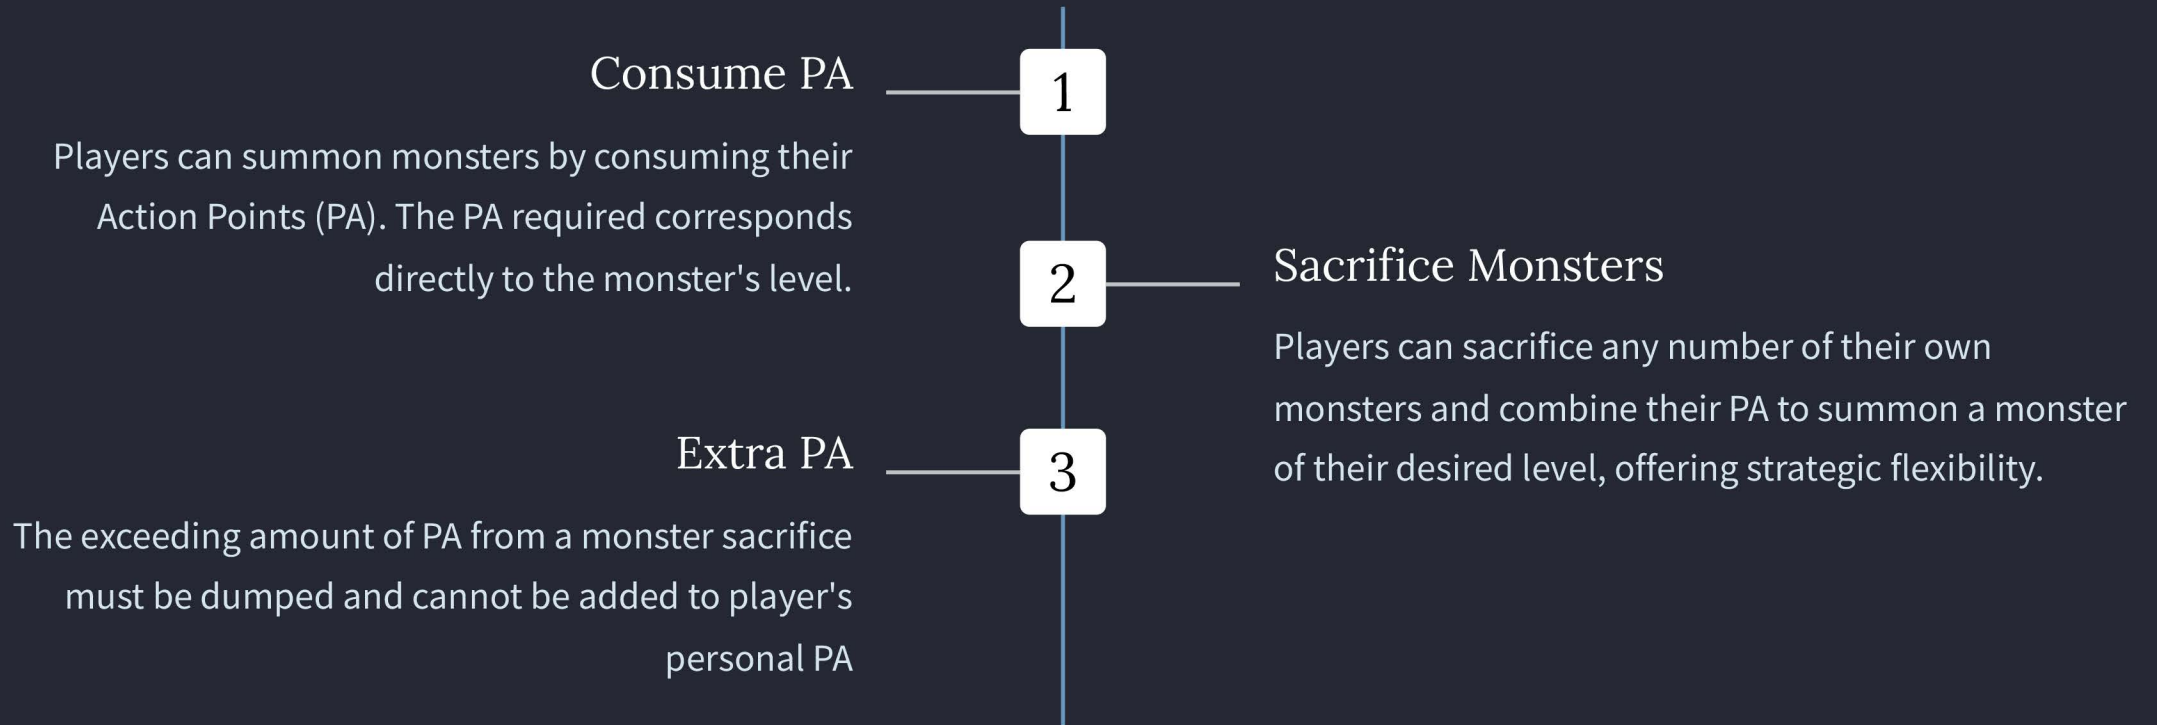 Consume PA
1
Players can summon monsters by consuming their
Action Points (PA). The PA required corresponds
directly to the monster's level.
2
Sacrifice Monsters
Players can sacrifice any number of their own
monsters and combine their PA to summon a monster
of their desired level, offering strategic flexibility.
Extra PA
3
The exceeding amount of PA from a monster sacrifice
must be dumped and cannot be added to player's
personal PA